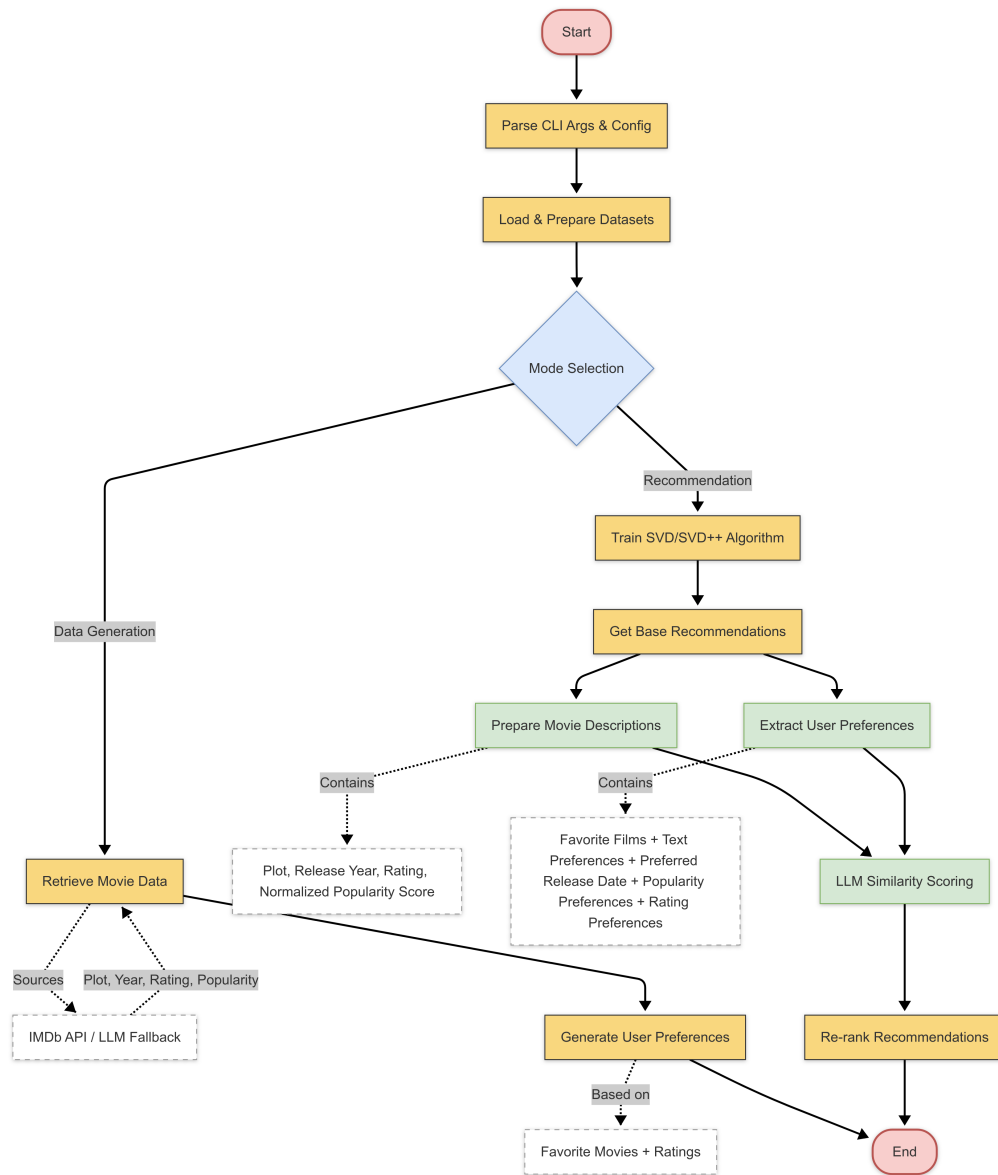 Start
Parse CLI Args & Config
Load & Prepare Datasets
Mode Selection
Recommendation
Train SVD/SVD++ Algorithm
Data Generation
Get Base Recommendations
Prepare Movie Descriptions
Extract User Preferences
Contains
Contains
Plot, Release Year, Rating,
Normalized Popularity Score
Favorite Films + Text
Preferences + Preferred
Release Date + Popularity
Preferences + Rating
Preferences
Retrieve Movie Data
LLM Similarity Scoring
Sources
Plot, Year, Rating, Popularity
IMDb API / LLM Fallback
Generate User Preferences
Re-rank Recommendations
Based on
Favorite Movies + Ratings
End